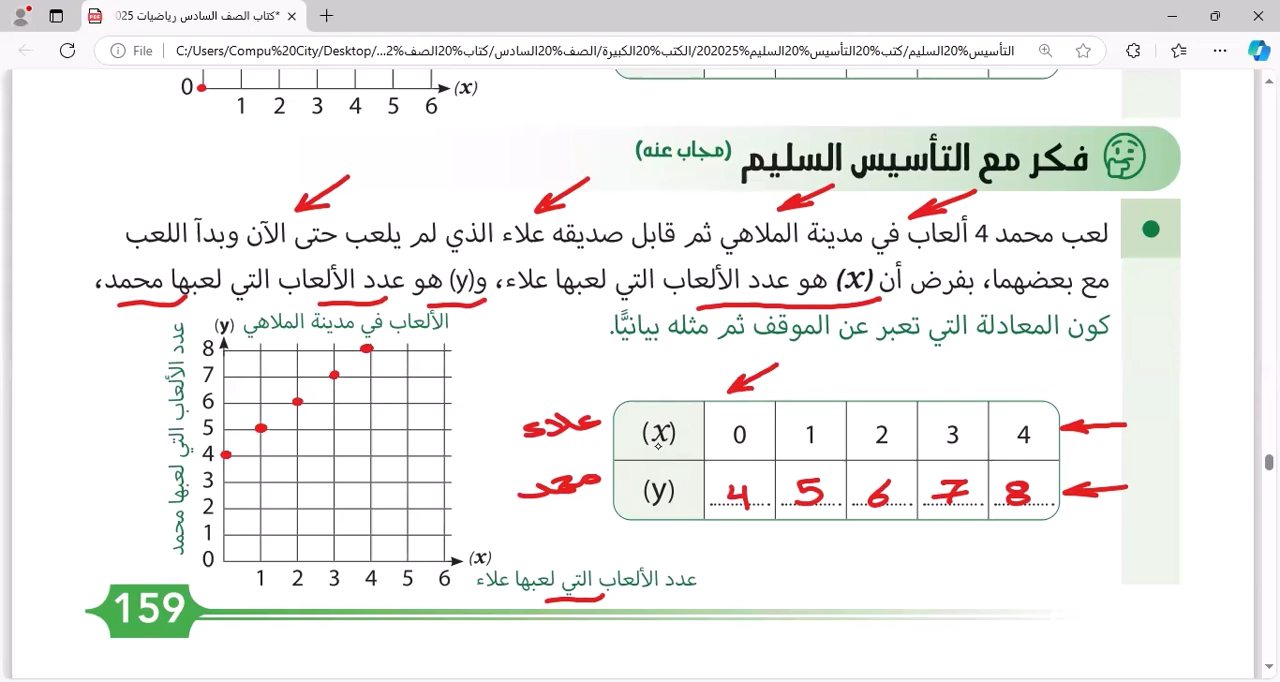 *كتاب الصف السادس رياضيات 2025
File
C:/Users/Compu%20City/Desktop/...2%التأسيس%20السليم/كتب%20التأسيس%20السليم%202025/الكتب%20الكبيرة/الصف%20السادس/كتاب%20الصف
0
1 2 3 4 5 6 (x)
فكر مع التأسيس السليم (مجاب عنه)
لعب محمد 4 ألعاب في مدينة الملاهي ثم قابل صديقه علاء الذي لم يلعب حتى الآن وبدآ اللعب
مع بعضهما، بفرض أن (x) هو عدد الألعاب التي لعبها علاء، و(y) هو عدد الألعاب التي لعبها محمد،
كون المعادلة التي تعبر عن الموقف ثم مثله بيانيًّا.
علاء (x) 0 1 2 3 4
محمد (y) 4 5 6 7 8
الألعاب في مدينة الملاهي
(y)
عدد الألعاب التي لعبها محمد
8
7
6
5
4
3
2
1
0
(x)
1 2 3 4 5 6
عدد الألعاب التي لعبها علاء
159